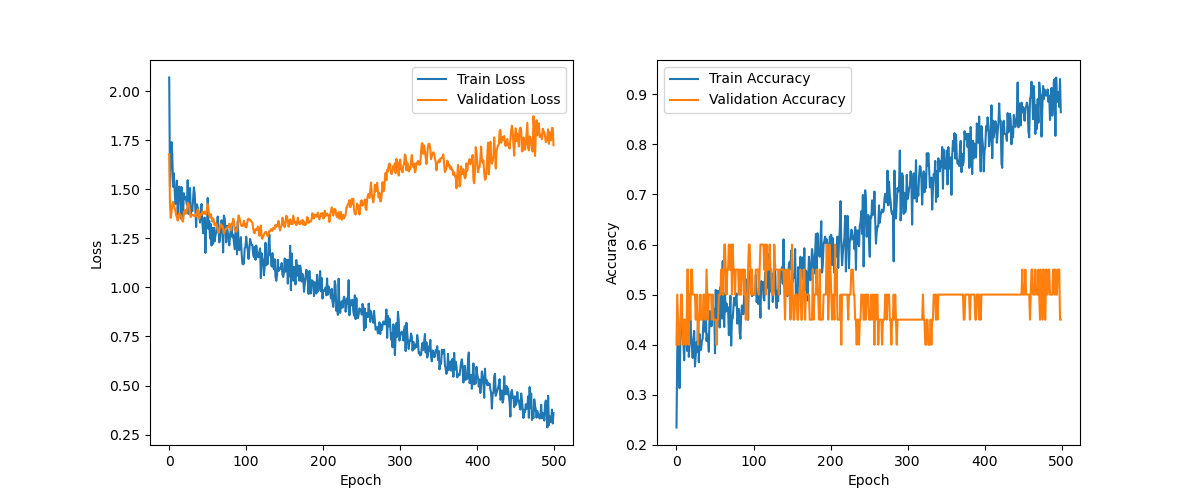 2.00
1.75
1.50
1.25
1.00
0.75
0.50
0.25
Loss
0 100 200 300 400 500
Epoch
Train Loss
Validation Loss
0.9
0.8
0.7
0.6
0.5
0.4
0.3
0.2
Accuracy
0 100 200 300 400 500
Epoch
Train Accuracy
Validation Accuracy